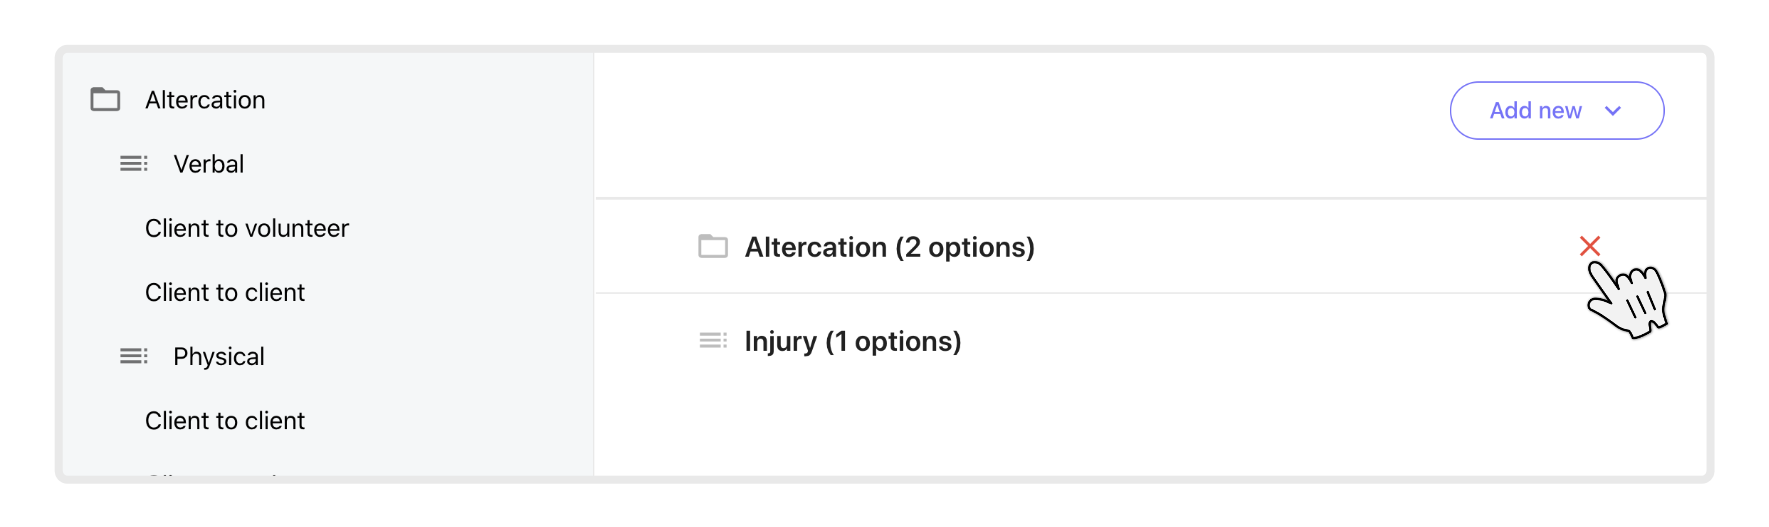 Altercation
Verbal
Client to volunteer
Client to client
Physical
Client to client
Add new
Altercation (2 options)
Injury (1 options)